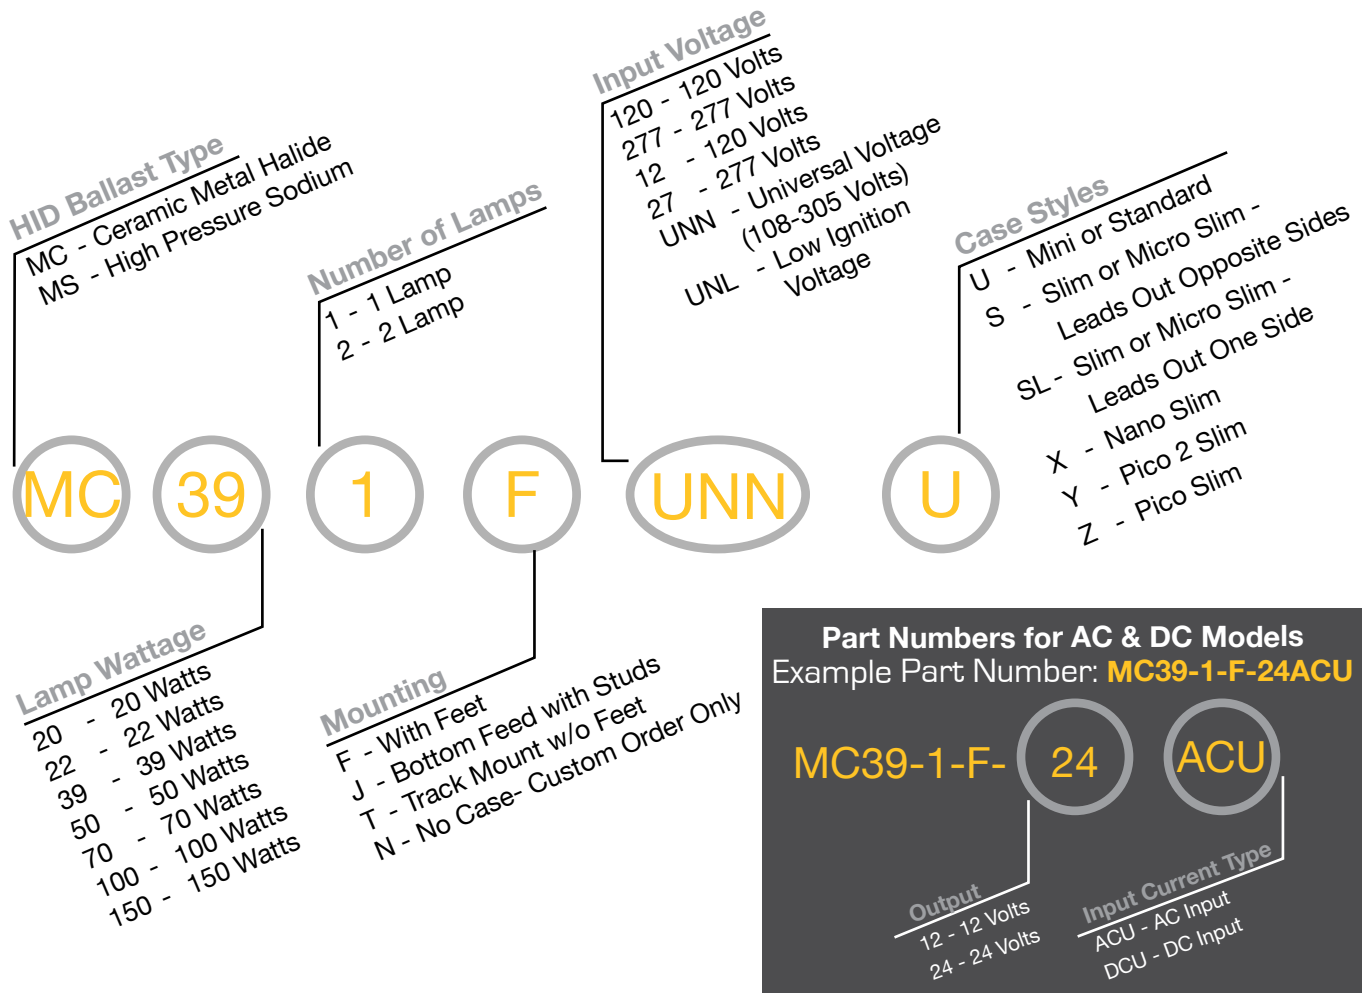 HID Ballast Type
MC - Ceramic Metal Halide
MS - High Pressure Sodium
Number of Lamps
1 - 1 Lamp
2 - 2 Lamp
Input Voltage
120 - 120 Volts
277 - 277 Volts
12 - 120 Volts
27 - 277 Volts
UNN - Universal Voltage
(108-305 Volts)
UNL - Low Ignition
Voltage
Case Styles
U - Mini or Standard
S - Slim or Micro Slim -
Leads Out Opposite Sides
SL - Slim or Micro Slim -
Leads Out One Side
X - Nano Slim
Y - Pico 2 Slim
Z - Pico Slim
MC 39 1 F UNN U
Lamp Wattage
20 - 20 Watts
22 - 22 Watts
39 - 39 Watts
50 - 50 Watts
70 - 70 Watts
100 - 100 Watts
150 - 150 Watts
Mounting
F - With Feet
J - Bottom Feed with Studs
T - Track Mount w/o Feet
N - No Case- Custom Order Only
Part Numbers for AC & DC Models
Example Part Number: MC39-1-F-24ACU
MC39-1-F- 24 ACU
Output
12 - 12 Volts
24 - 24 Volts
Input Current Type
ACU - AC Input
DCU - DC Input